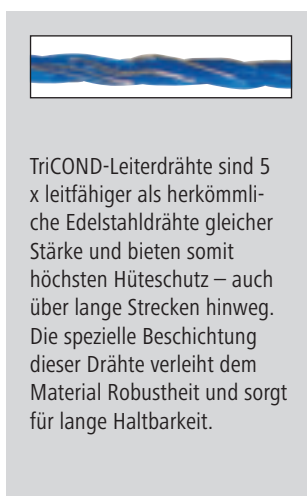 TriCOND-Leiterdrähte sind 5
x leitfähiger als herkömmli-
che Edelstahldrähte gleicher
Stärke und bieten somit
höchsten Hüteschutz – auch
über lange Strecken hinweg.
Die spezielle Beschichtung
dieser Drähte verleiht dem
Material Robustheit und sorgt
für lange Haltbarkeit.